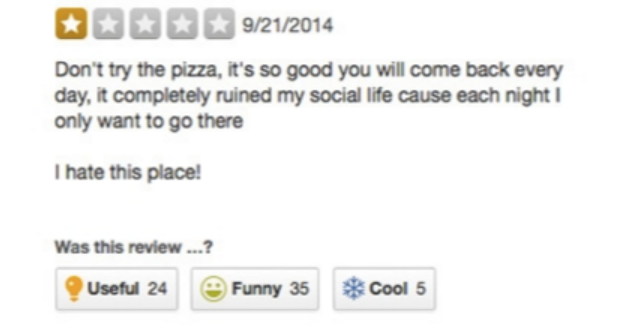 9/21/2014
Don't try the pizza, it's so good you will come back every
day, it completely ruined my social life cause each night I
only want to go there
I hate this place!
Was this review ...?
Useful 24 Funny 35 Cool 5